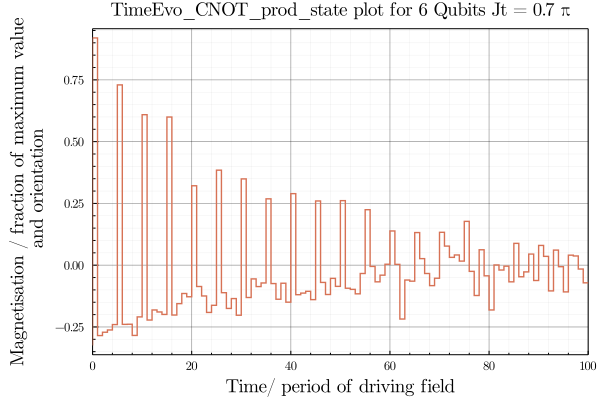 TimeEvo_CNOT_prod_state plot for 6 Qubits Jt = 0.7 π
Magnetisation / fraction of maximum value
and orientation
0.75
0.50
0.25
0.00
−0.25
0 20 40 60 80 100
Time/ period of driving field